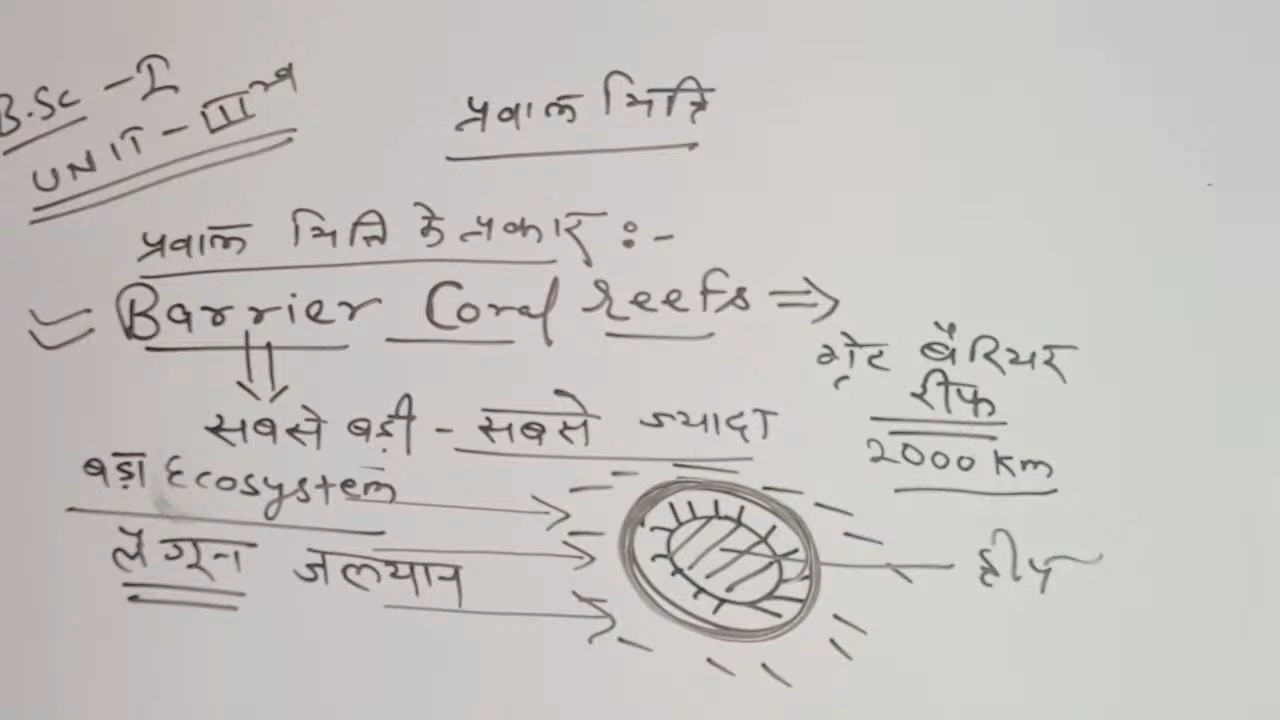 B.Sc - I
UNIT - III
प्रवाल भित्ति
प्रवाल भित्ति के प्रकार :-
Barrier Coral reefs ⇒
ग्रेट बैरियर
रीफ
2000 Km
सबसे बड़ी - सबसे ज्यादा
बड़ा Ecosystem
लैगून जलयान
द्वीप